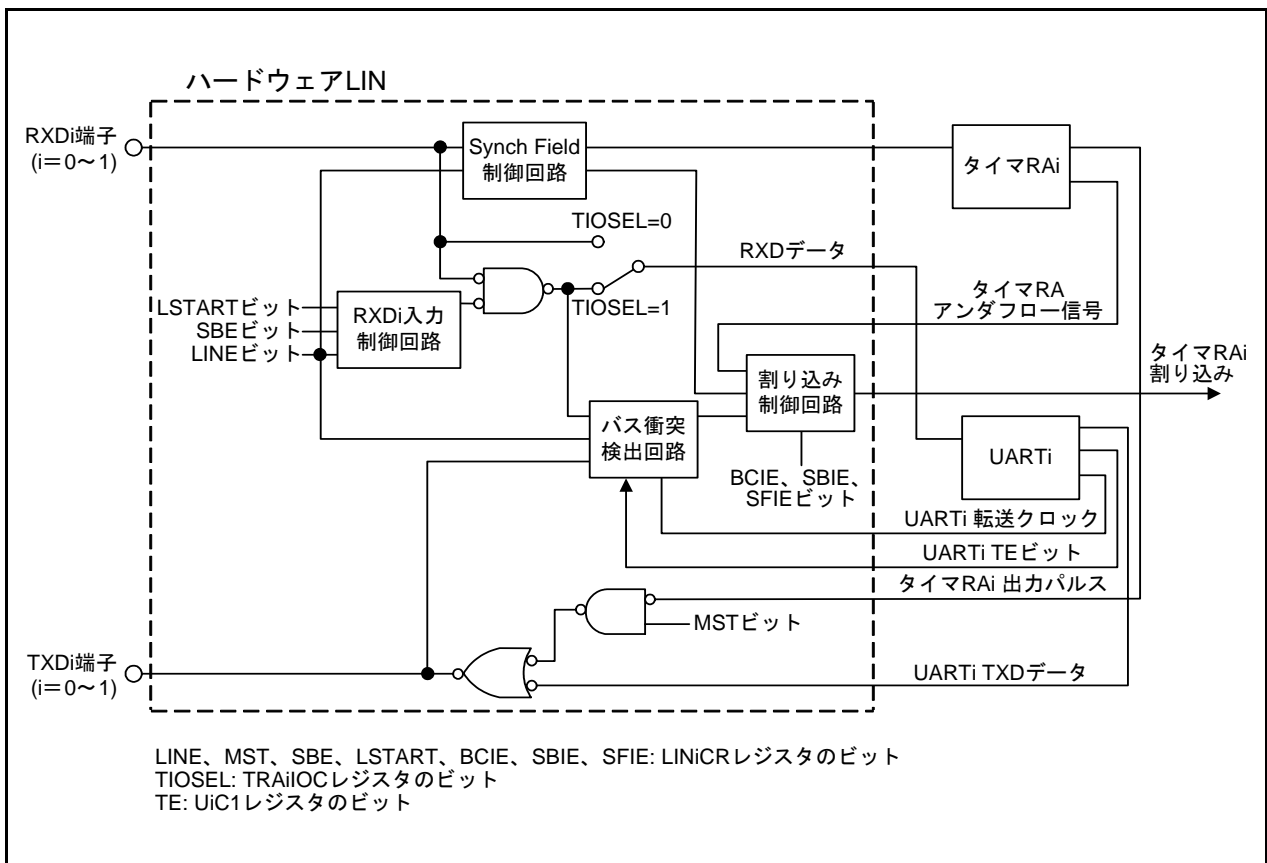 ハードウェアLIN
RXDi端子
(i＝0～1)
Synch Field
制御回路
タイマRAi
TIOSEL=0
RXDデータ
TIOSEL=1
LSTARTビット
SBEビット
LINEビット
RXDi入力
制御回路
タイマRA
アンダフロー信号
タイマRAi
割り込み
割り込み
制御回路
バス衝突
検出回路
BCIE、SBIE、
SFIEビット
UARTi
UARTi 転送クロック
UARTi TEビット
タイマRAi 出力パルス
MSTビット
TXDi端子
(i＝0～1)
UARTi TXDデータ
LINE、MST、SBE、LSTART、BCIE、SBIE、SFIE: LINiCRレジスタのビット
TIOSEL: TRAiIOCレジスタのビット
TE: UiC1レジスタのビット